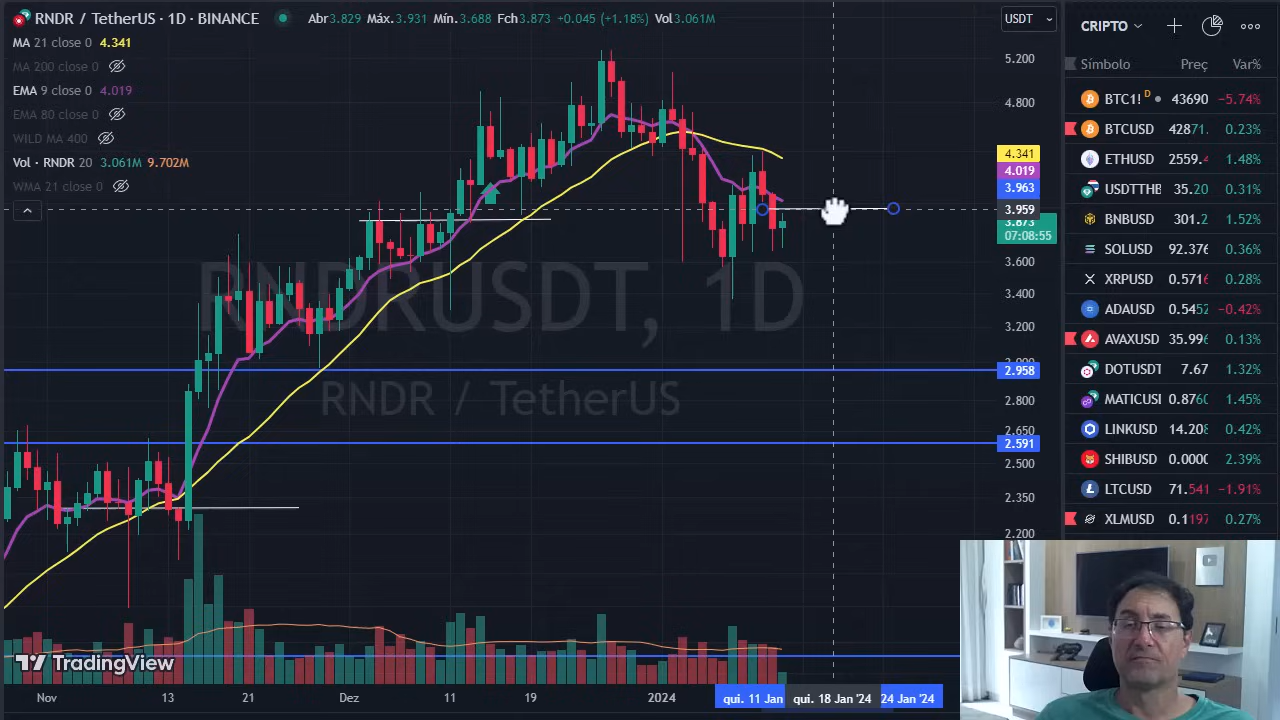 RNDR / TetherUS · 1D · BINANCE Abr3.829 Máx.3.931 Mín.3.688 Fch3.873 +0.045 (+1.18%) Vol3.061M
USDT
MA 21 close 0 4.341
MA 200 close 0
EMA 9 close 0 4.019
EMA 80 close 0
WILD MA 400
Vol · RNDR 20 3.061M 9.702M
WMA 21 close 0
RNDRUSDT, 1D
RNDR / TetherUS
5.200
4.800
4.341
4.019
3.963
3.959
3.873
07:08:55
3.600
3.400
3.200
2.958
2.800
2.650
2.591
2.500
2.350
2.200
TradingView
Nov 13 21 Dez 11 19 2024 qui. 11 Jan qui. 18 Jan '24 24 Jan '24
CRIPTO
Símbolo Preç Var%
BTC1! D 43690 −5.74%
BTCUSD 42871. 0.23%
ETHUSD 2559.4 1.48%
USDTTHB 35.20 0.31%
BNBUSD 301.2 1.52%
SOLUSD 92.376 0.36%
XRPUSD 0.5716 0.28%
ADAUSD 0.5452 −0.42%
AVAXUSD 35.996 0.13%
DOTUSDT 7.67 1.32%
MATICUSI 0.8760 1.45%
LINKUSD 14.208 0.42%
SHIBUSD 0.0000 2.39%
LTCUSD 71.541 −1.91%
XLMUSD 0.1197 0.27%